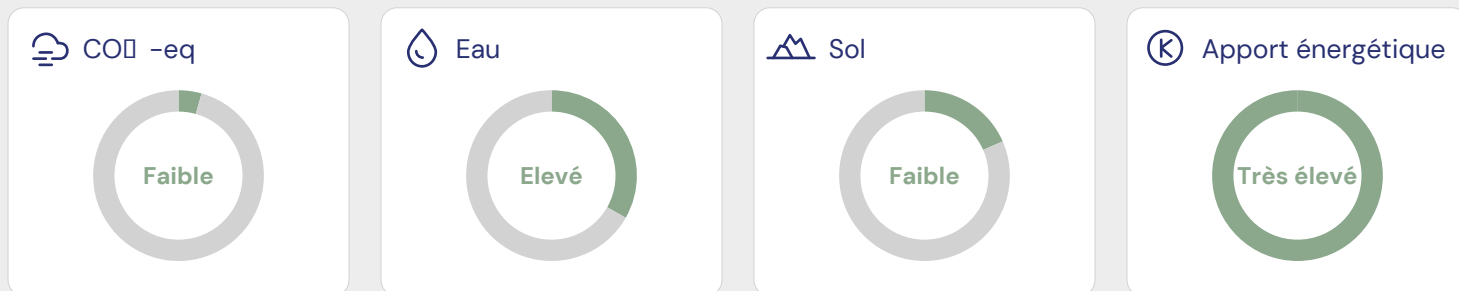 CO▯ -eq
Faible
Eau
Elevé
Sol
Faible
Apport énergétique
Très élevé